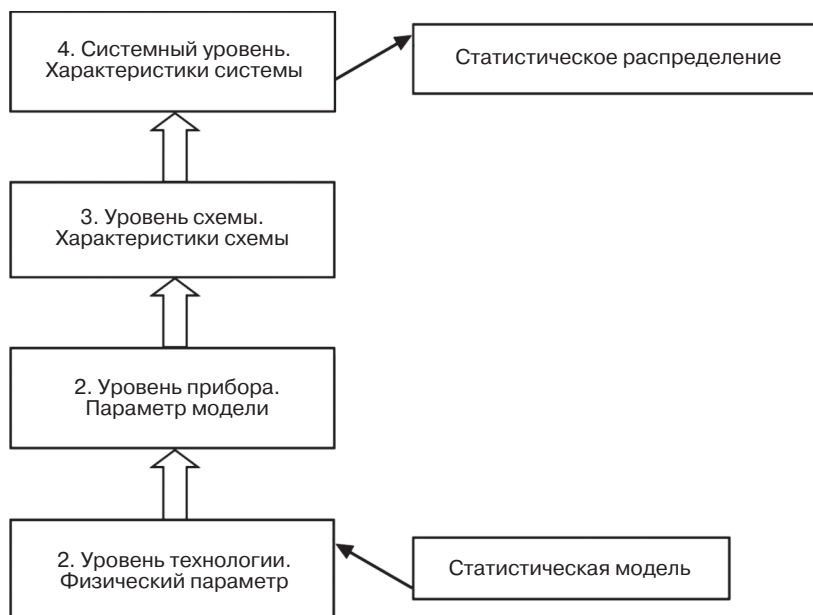 4. Системный уровень.
Характеристики системы
Статистическое распределение
3. Уровень схемы.
Характеристики схемы
2. Уровень прибора.
Параметр модели
2. Уровень технологии.
Физический параметр
Статистическая модель